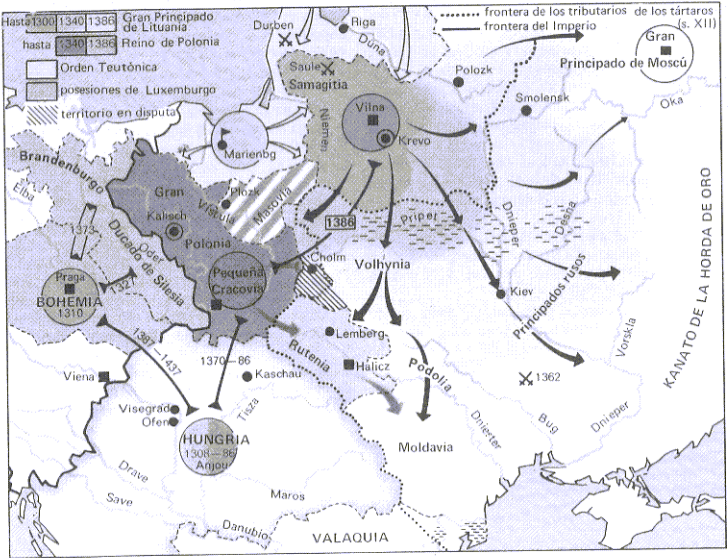 Hasta 1300 1340 1386 Gran Principado de Lituania
hasta 1340 1386 Reino de Polonia
Orden Teutónica
posesiones de Luxemburgo
territorio en disputa
frontera de los tributarios de los tártaros (s. XII)
frontera del Imperio
Durben
Riga
Duna
Saule
Samagitia
Polozk
Gran
Principado de Moscú
Smolensk
Oka
Vilna
Krevo
Niemen
Marienbg
Brandenburgo
Elba
Gran
Polonia
Plozk
Vístula
Masovia
Kalisch
1386
Pripet
Dnieper
Desna
KANATO DE LA HORDA DE ORO
1373
Oder
Ducado de Silesia
Praga
BOHEMIA
1310
1327
Pequeña
Cracovia
Cholm
Volhynia
Kiev
Principados rusos
Vorskla
1387–1437
1370–86
Lemberg
Rutenia
Halicz
Podolia
1362
Viena
Kaschau
Visegrad
Ofen
Tisza
HUNGRIA
1308–86
Anjou
Moldavia
Dniester
Bug
Dnieper
Drave
Save
Maros
Danubio
VALAQUIA